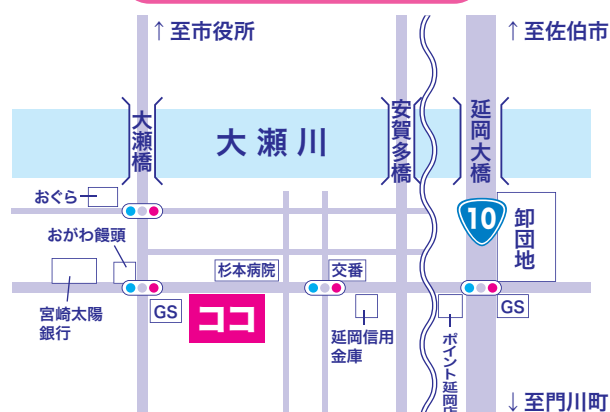 ↑至市役所
↑至佐伯市
大瀬橋
大瀬川
安賀多橋
延岡大橋
おぐら
10
卸団地
おがわ饅頭
杉本病院
交番
宮崎太陽
銀行
GS
ココ
延岡信用
金庫
ポイント延岡店
GS
↓至門川町